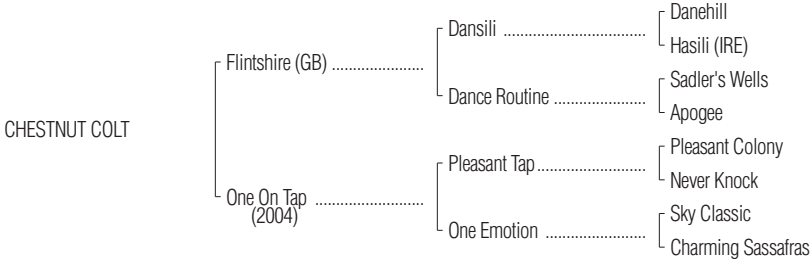 Danehill
Dansili ................................
Hasili (IRE)
Flintshire (GB) ......................
Sadler's Wells
Dance Routine ......................
Apogee
CHESTNUT COLT
Pleasant Colony
Pleasant Tap ..........................
Never Knock
One On Tap ..........................
(2004)
Sky Classic
One Emotion ........................
Charming Sassafras